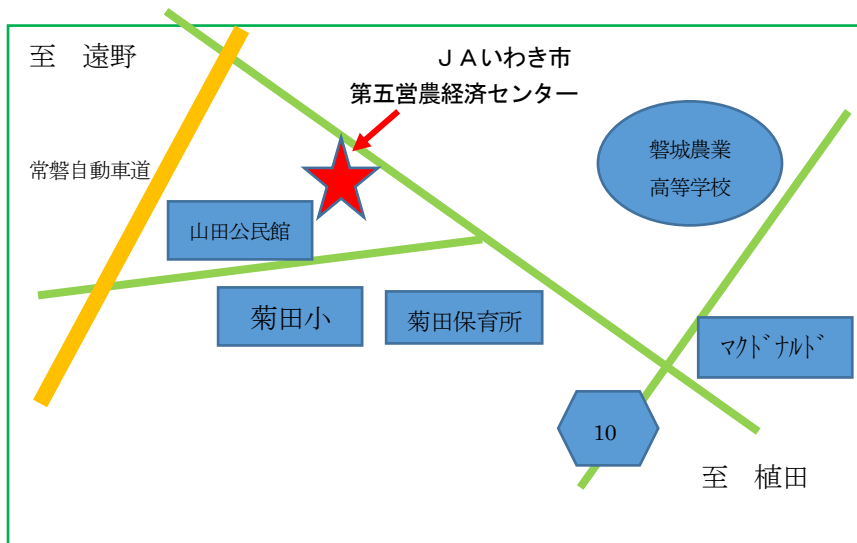 至　遠野
ＪＡいわき市
第五営農経済センター
常磐自動車道
磐城農業
高等学校
山田公民館
菊田小
菊田保育所
ﾏｸﾄﾞﾅﾙﾄﾞ
10
至　植田